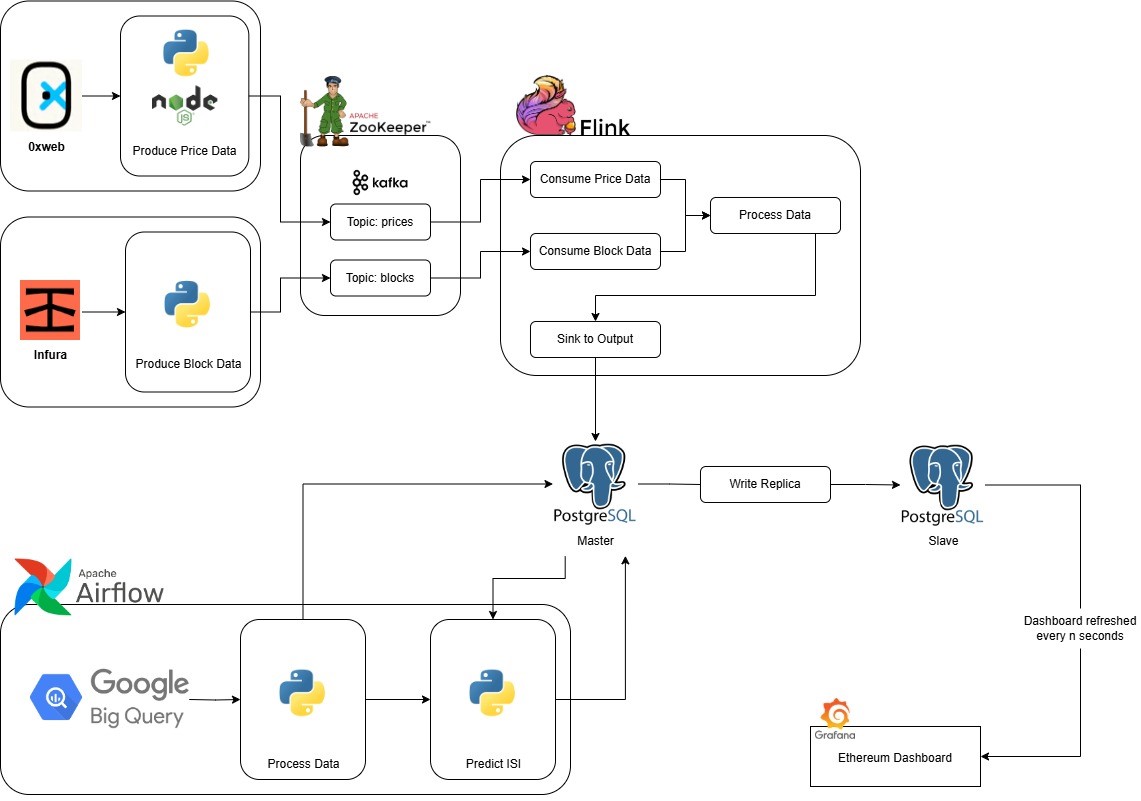 0xweb
node
JS
Produce Price Data
Infura
Produce Block Data
APACHE
ZooKeeper™
kafka
Topic: prices
Topic: blocks
Flink
Consume Price Data
Consume Block Data
Process Data
Sink to Output
PostgreSQL
Master
Write Replica
PostgreSQL
Slave
Dashboard refreshed
every n seconds
Apache
Airflow
Google
Big Query
Process Data
Predict ISI
Grafana
Ethereum Dashboard